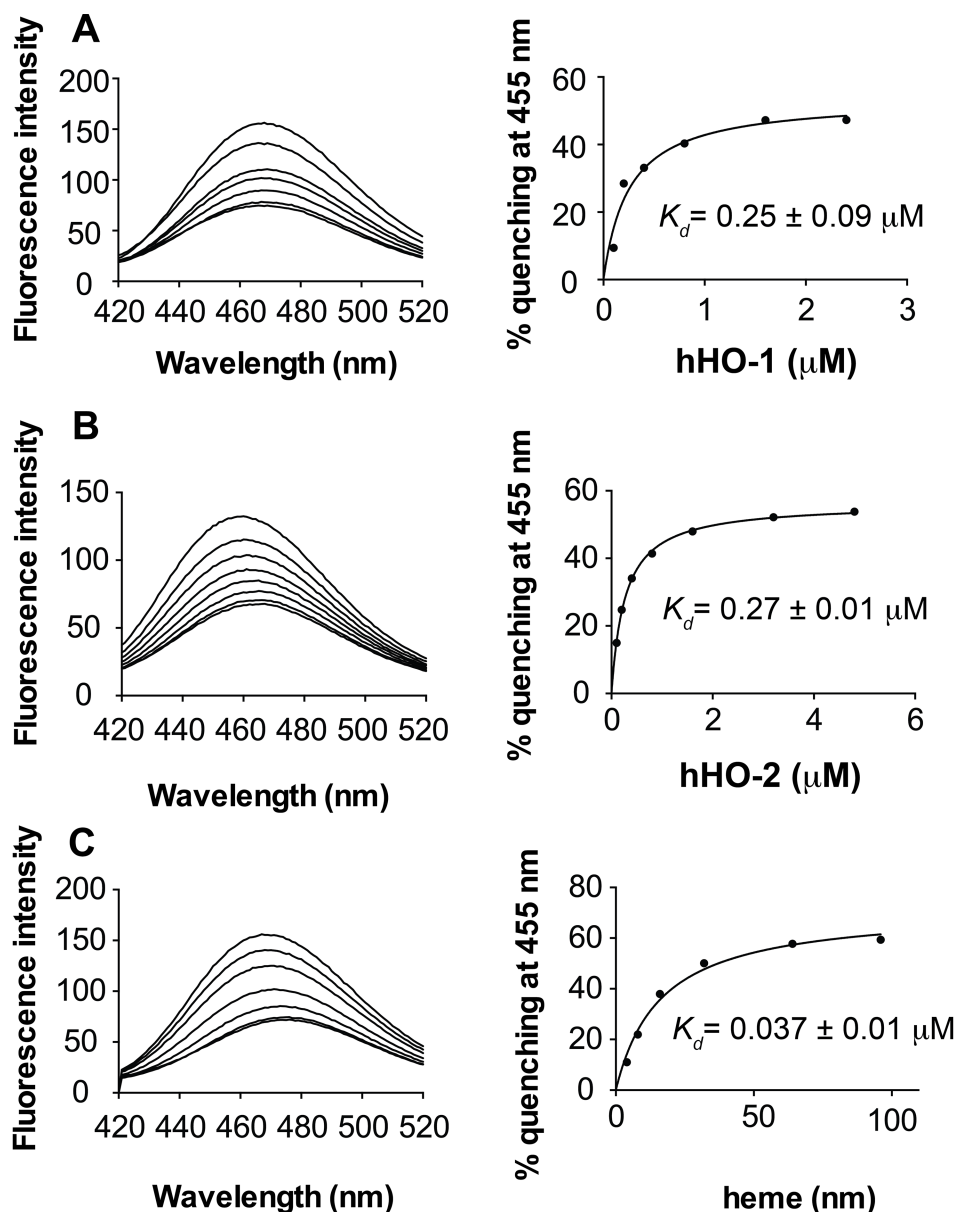 A
Fluorescence intensity
200
150
100
50
0
420 440 460 480 500 520
Wavelength (nm)
% quenching at 455 nm
60
40
20
0
K_d= 0.25 ± 0.09 μM
0 1 2 3
hHO-1 (μM)
B
Fluorescence intensity
150
100
50
0
420 440 460 480 500 520
Wavelength (nm)
% quenching at 455 nm
60
40
20
0
K_d= 0.27 ± 0.01 μM
0 2 4 6
hHO-2 (μM)
C
Fluorescence intensity
200
150
100
50
0
420 440 460 480 500 520
Wavelength (nm)
% quenching at 455 nm
80
60
40
20
0
K_d= 0.037 ± 0.01 μM
0 50 100
heme (nm)